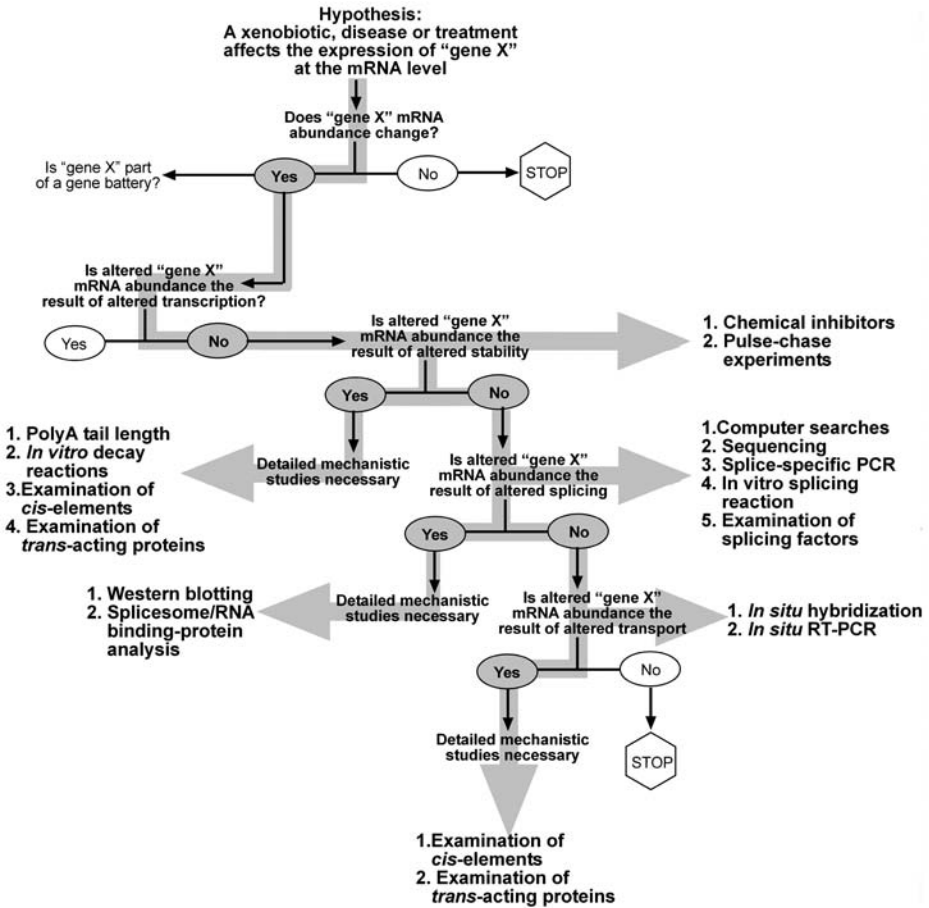 Hypothesis:
A xenobiotic, disease or treatment
affects the expression of “gene X”
at the mRNA level
Does “gene X” mRNA
abundance change?
Is “gene X” part
of a gene battery?
Yes
No
STOP
Is altered “gene X”
mRNA abundance the
result of altered transcription?
Yes
No
Is altered “gene X”
mRNA abundance the
result of altered stability
1. Chemical inhibitors
2. Pulse-chase
experiments
Yes
No
1. PolyA tail length
2. In vitro decay
reactions
3.Examination of
cis-elements
4. Examination of
trans-acting proteins
Detailed mechanistic
studies necessary
Is altered “gene X”
mRNA abundance the
result of altered splicing
1.Computer searches
2. Sequencing
3. Splice-specific PCR
4. In vitro splicing
reaction
5. Examination of
splicing factors
Yes
No
1. Western blotting
2. Splicesome/RNA
binding-protein
analysis
Detailed mechanistic
studies necessary
Is altered “gene X”
mRNA abundance the
result of altered transport
1. In situ hybridization
2. In situ RT-PCR
Yes
No
Detailed mechanistic
studies necessary
STOP
1.Examination of
cis-elements
2. Examination of
trans-acting proteins